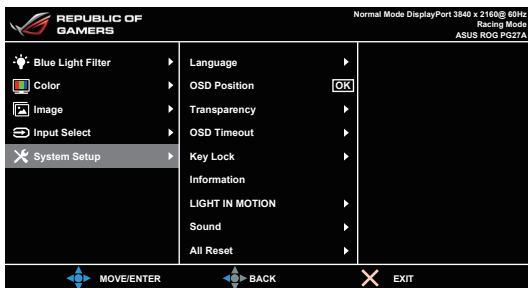 REPUBLIC OF
GAMERS
Normal Mode DisplayPort 3840 x 2160@ 60Hz
Racing Mode
ASUS ROG PG27A
Blue Light Filter
Color
Image
Input Select
System Setup
Language
OSD Position OK
Transparency
OSD Timeout
Key Lock
Information
LIGHT IN MOTION
Sound
All Reset
MOVE/ENTER BACK EXIT